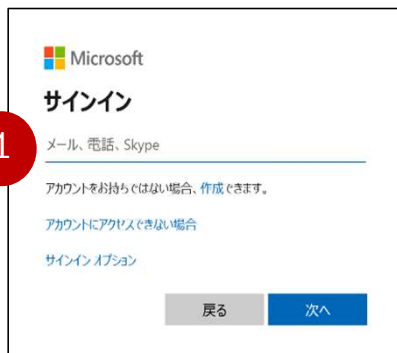 Microsoft
サインイン
1
メール、電話、Skype
アカウントをお持ちではない場合、作成できます。
アカウントにアクセスできない場合
サインイン オプション
戻る
次へ